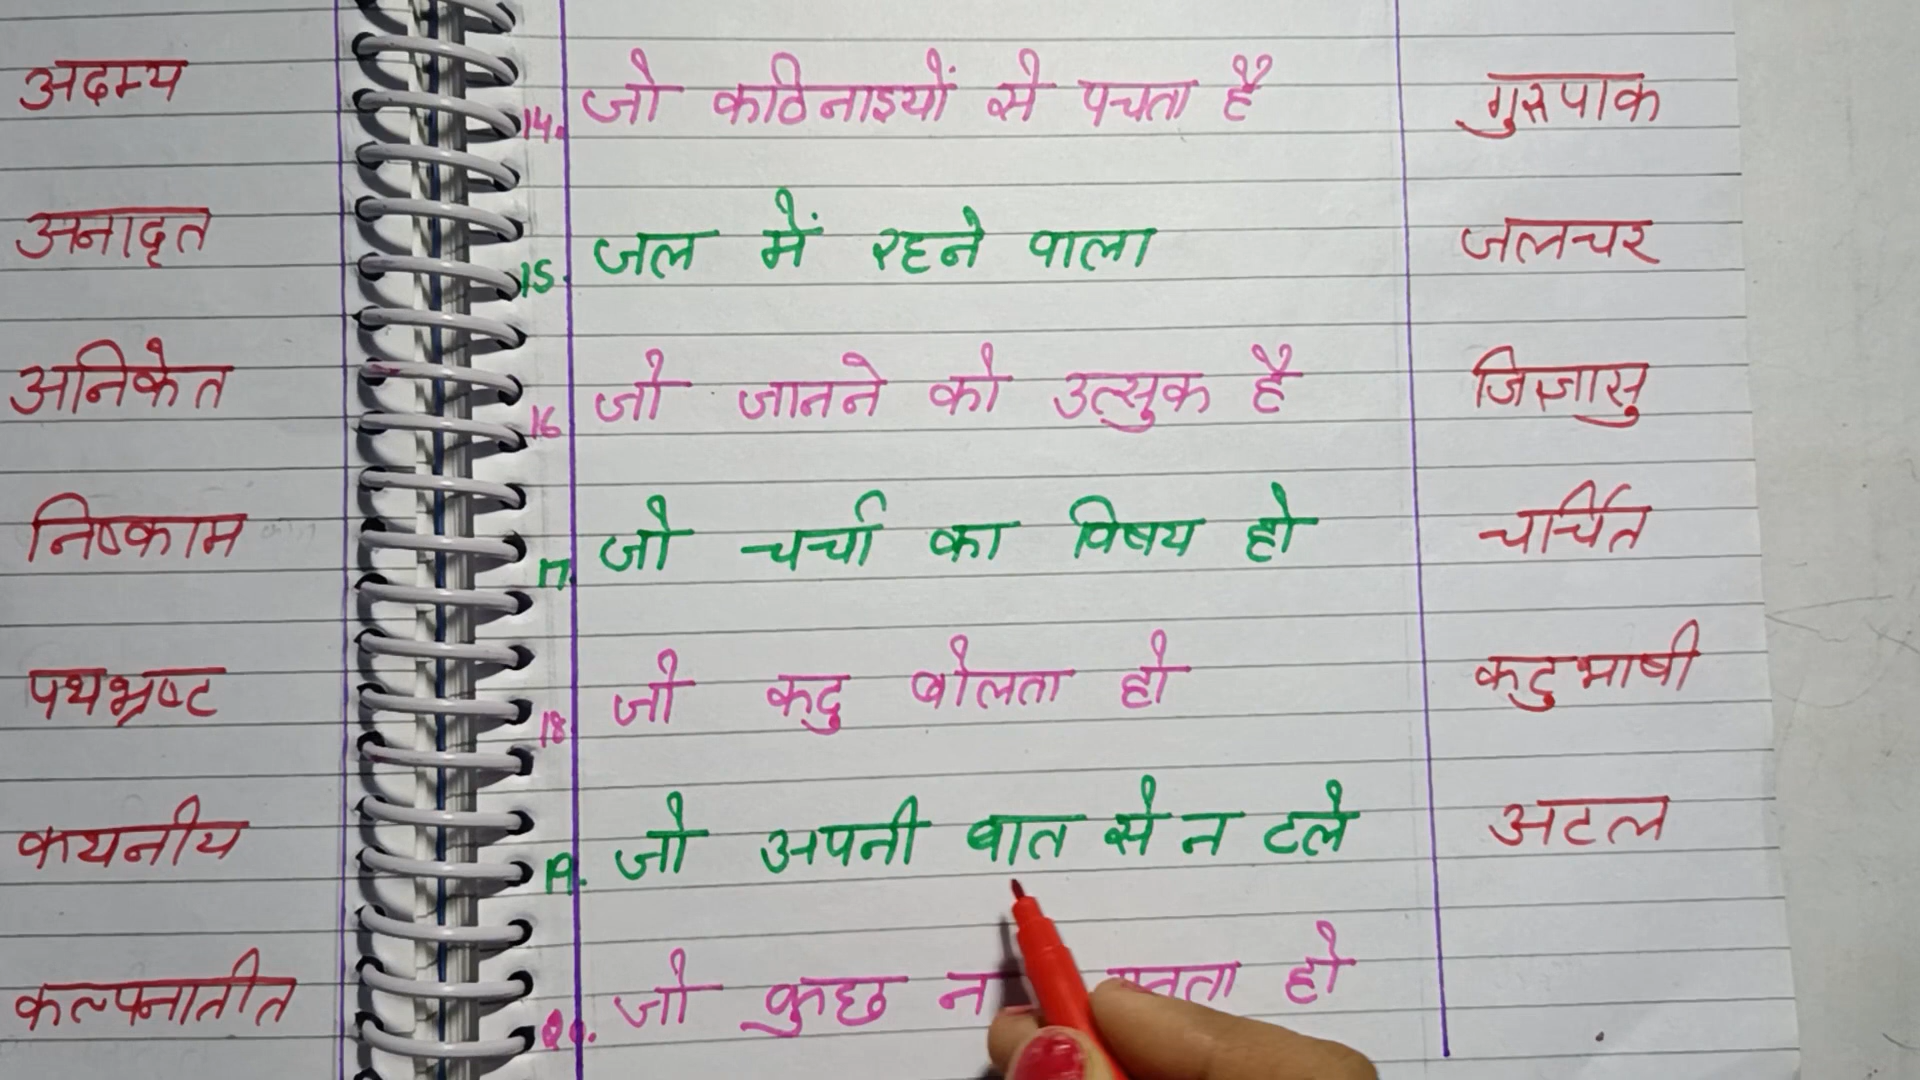 अदम्य
अनादृत
अनिकेत
निष्काम
पथभ्रष्ट
कथनीय
कल्पनातीत
14. जो कठिनाइयों से पचता है गुरुपाक
15. जल में रहने वाला जलचर
16 जो जानने को उत्सुक है जिज्ञासु
17. जो चर्चा का विषय हो चर्चित
18. जो कटु बोलता हो कटुभाषी
19. जो अपनी बात से न टले अटल
20. जो कुछ न हो